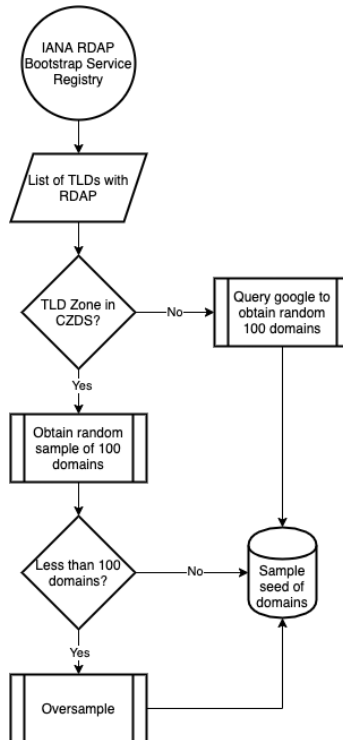 IANA RDAP
Bootstrap Service
Registry
List of TLDs with
RDAP
TLD Zone in
CZDS?
No
Query google to
obtain random
100 domains
Yes
Obtain random
sample of 100
domains
Less than 100
domains?
No
Sample
seed of
domains
Yes
Oversample